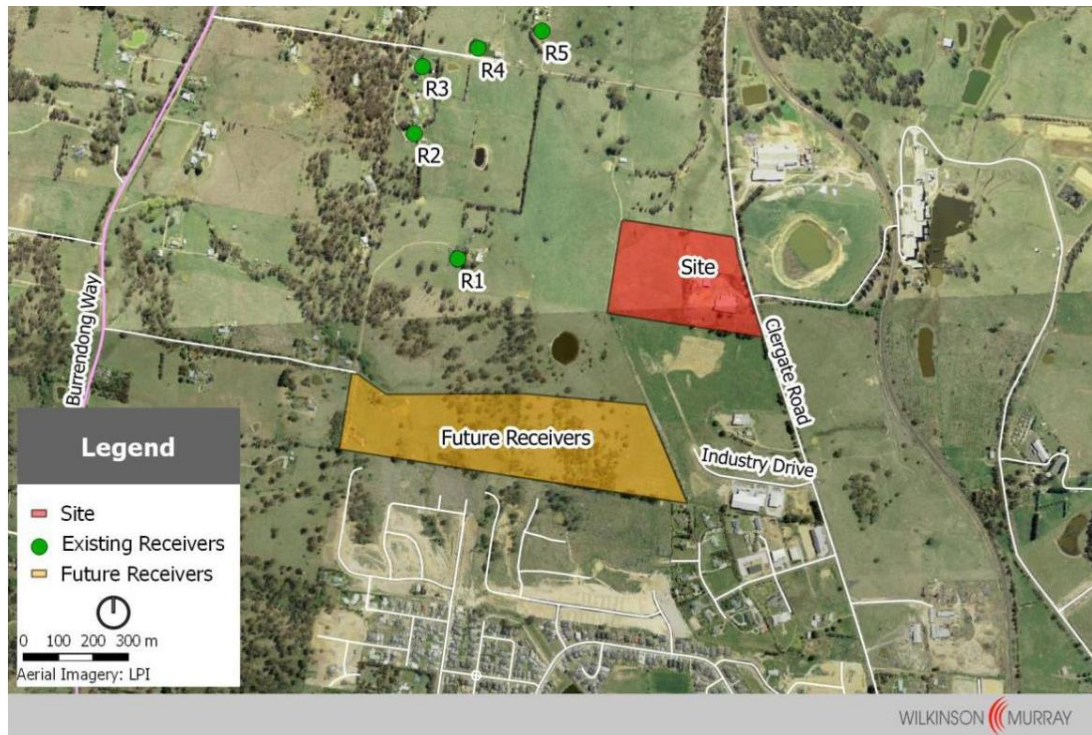 R5
R4
R3
R2
R1
Site
Burrendong Way
Clergate Road
Future Receivers
Industry Drive
Legend
Site
Existing Receivers
Future Receivers
0 100 200 300 m
Aerial Imagery: LPI
WILKINSON MURRAY